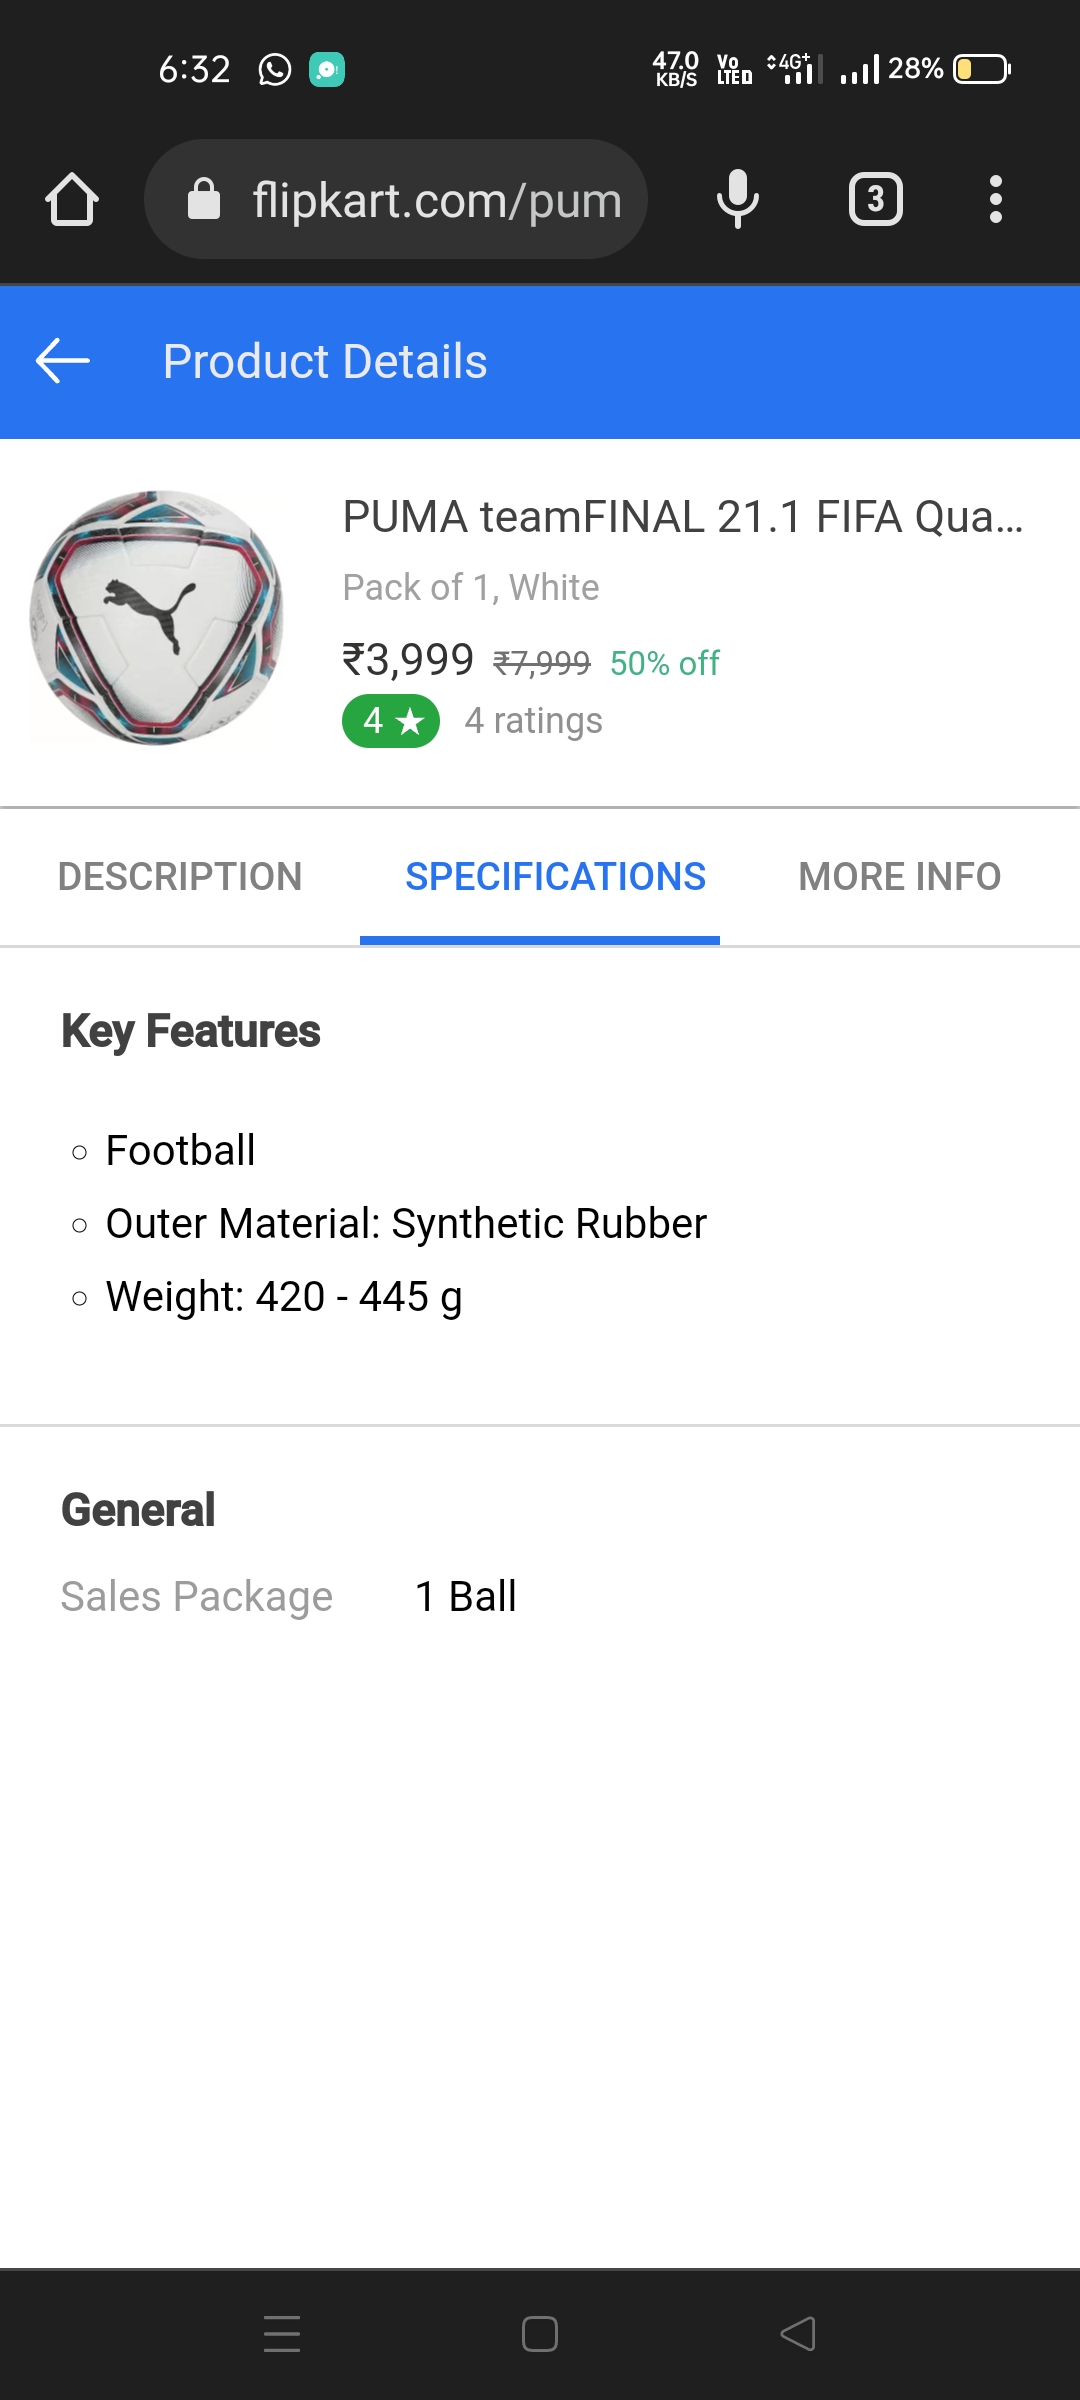 6:32
47.0
KB/S
Vo
LTE
4G+
28%
flipkart.com/pum
3
Product Details
PUMA teamFINAL 21.1 FIFA Qua...
Pack of 1, White
₹3,999 ₹7,999 50% off
4 ★ 4 ratings
DESCRIPTION
SPECIFICATIONS
MORE INFO
Key Features
Football
Outer Material: Synthetic Rubber
Weight: 420 - 445 g
General
Sales Package 1 Ball